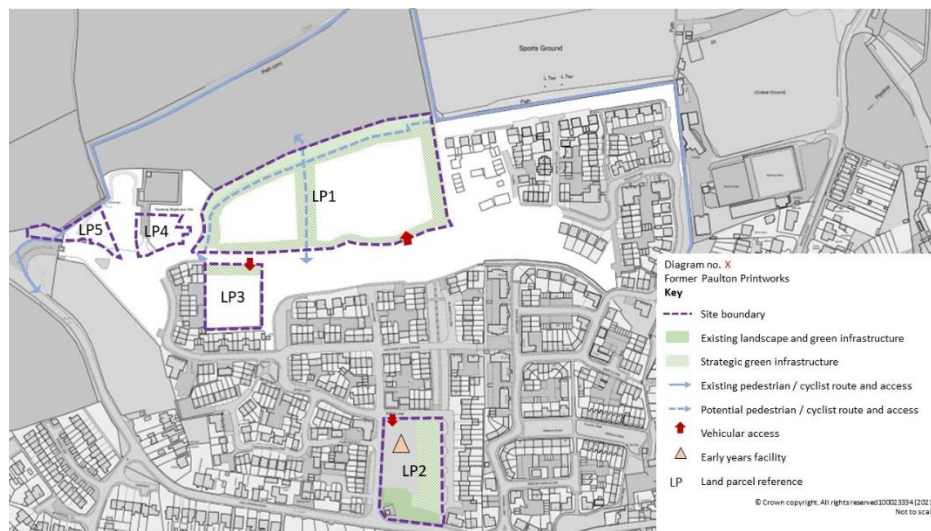 Sports Ground
L Twr
L Twr
Path (um)
Path
(Cricket Ground)
Pipeline
LP1
LP5
LP4
LP3
LP2
Diagram no. X
Former Paulton Printworks
Key
Site boundary
Existing landscape and green infrastructure
Strategic green infrastructure
Existing pedestrian / cyclist route and access
Potential pedestrian / cyclist route and access
Vehicular access
Early years facility
LP Land parcel reference
© Crown copyright. All rights reserved100023334 (2021
Not to scal